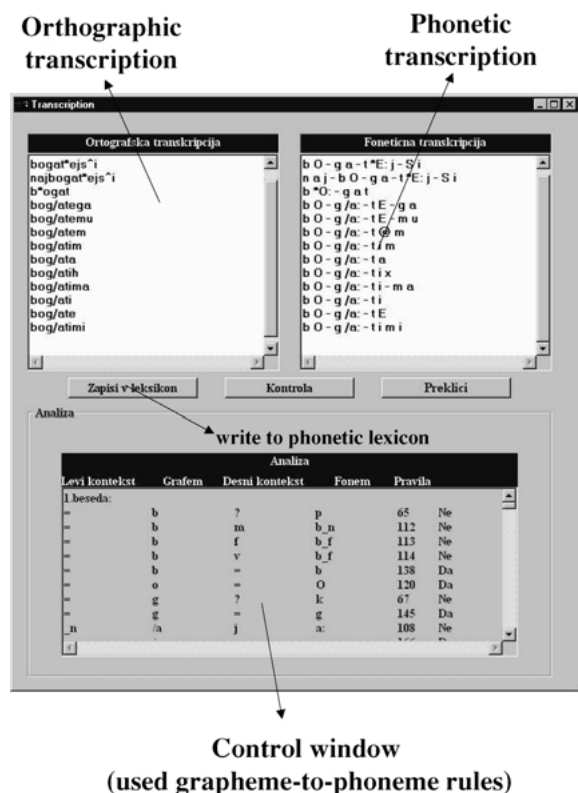 Orthographic
transcription
Phonetic
transcription
Transcription
Ortografska transkripcija
Foneticna transkripcija
bogat*ejs^i
najbogat*ejs^i
b*ogat
bog/atega
bog/atemu
bog/atem
bog/atim
bog/ata
bog/atih
bog/atima
bog/ati
bog/ate
bog/atimi
b O - g a - t *E: j - S i
n a j - b O - g a - t *E: j - S i
b *O: - g a t
b O - g /a: - t E - g a
b O - g /a: - t E - m u
b O - g /a: - t @ m
b O - g /a: - t i m
b O - g /a: - t a
b O - g /a: - t i x
b O - g /a: - t i - m a
b O - g /a: - t i
b O - g /a: - t E
b O - g /a: - t i m i
Zapisi v leksikon Kontrola Preklici
Analiza
write to phonetic lexicon
Analiza
Levi kontekst Grafem Desni kontekst Fonem Pravila
1.beseda:
= b ? p 65 Ne
= b m b_n 112 Ne
= b f b_f 113 Ne
= b v b_f 114 Ne
= b = b 138 Da
= o = O 120 Da
= g ? k 67 Ne
= g = g 145 Da
_n /a j a: 108 Ne
Control window
(used grapheme-to-phoneme rules)